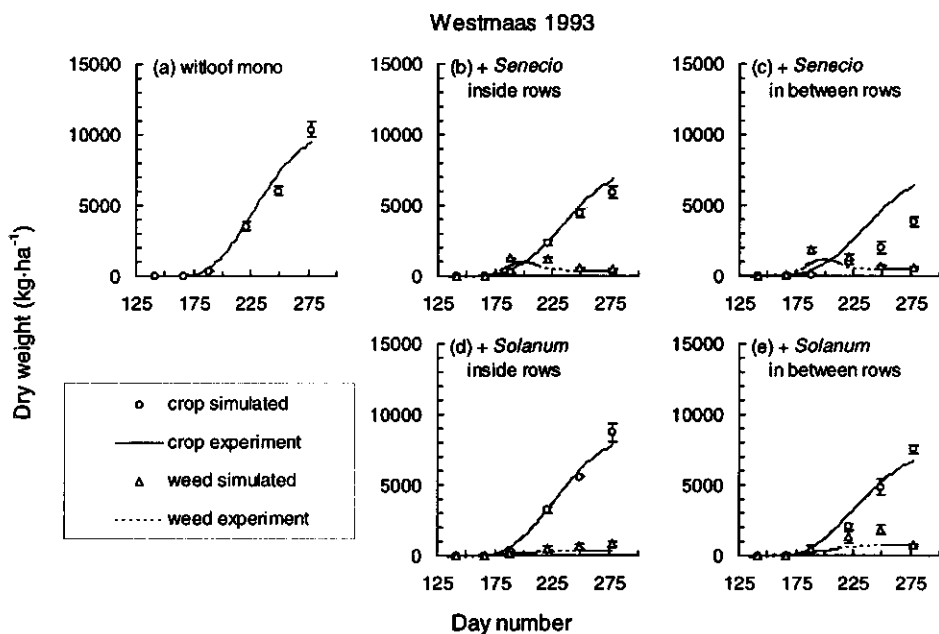 Westmaas 1993
Dry weight (kg·ha⁻¹)
15000
10000
5000
0
125 175 225 275
(a) witloof mono
15000
10000
5000
0
125 175 225 275
(b) + Senecio
inside rows
15000
10000
5000
0
125 175 225 275
(c) + Senecio
in between rows
crop simulated
crop experiment
weed simulated
weed experiment
15000
10000
5000
0
125 175 225 275
(d) + Solanum
inside rows
15000
10000
5000
0
125 175 225 275
(e) + Solanum
in between rows
Day number